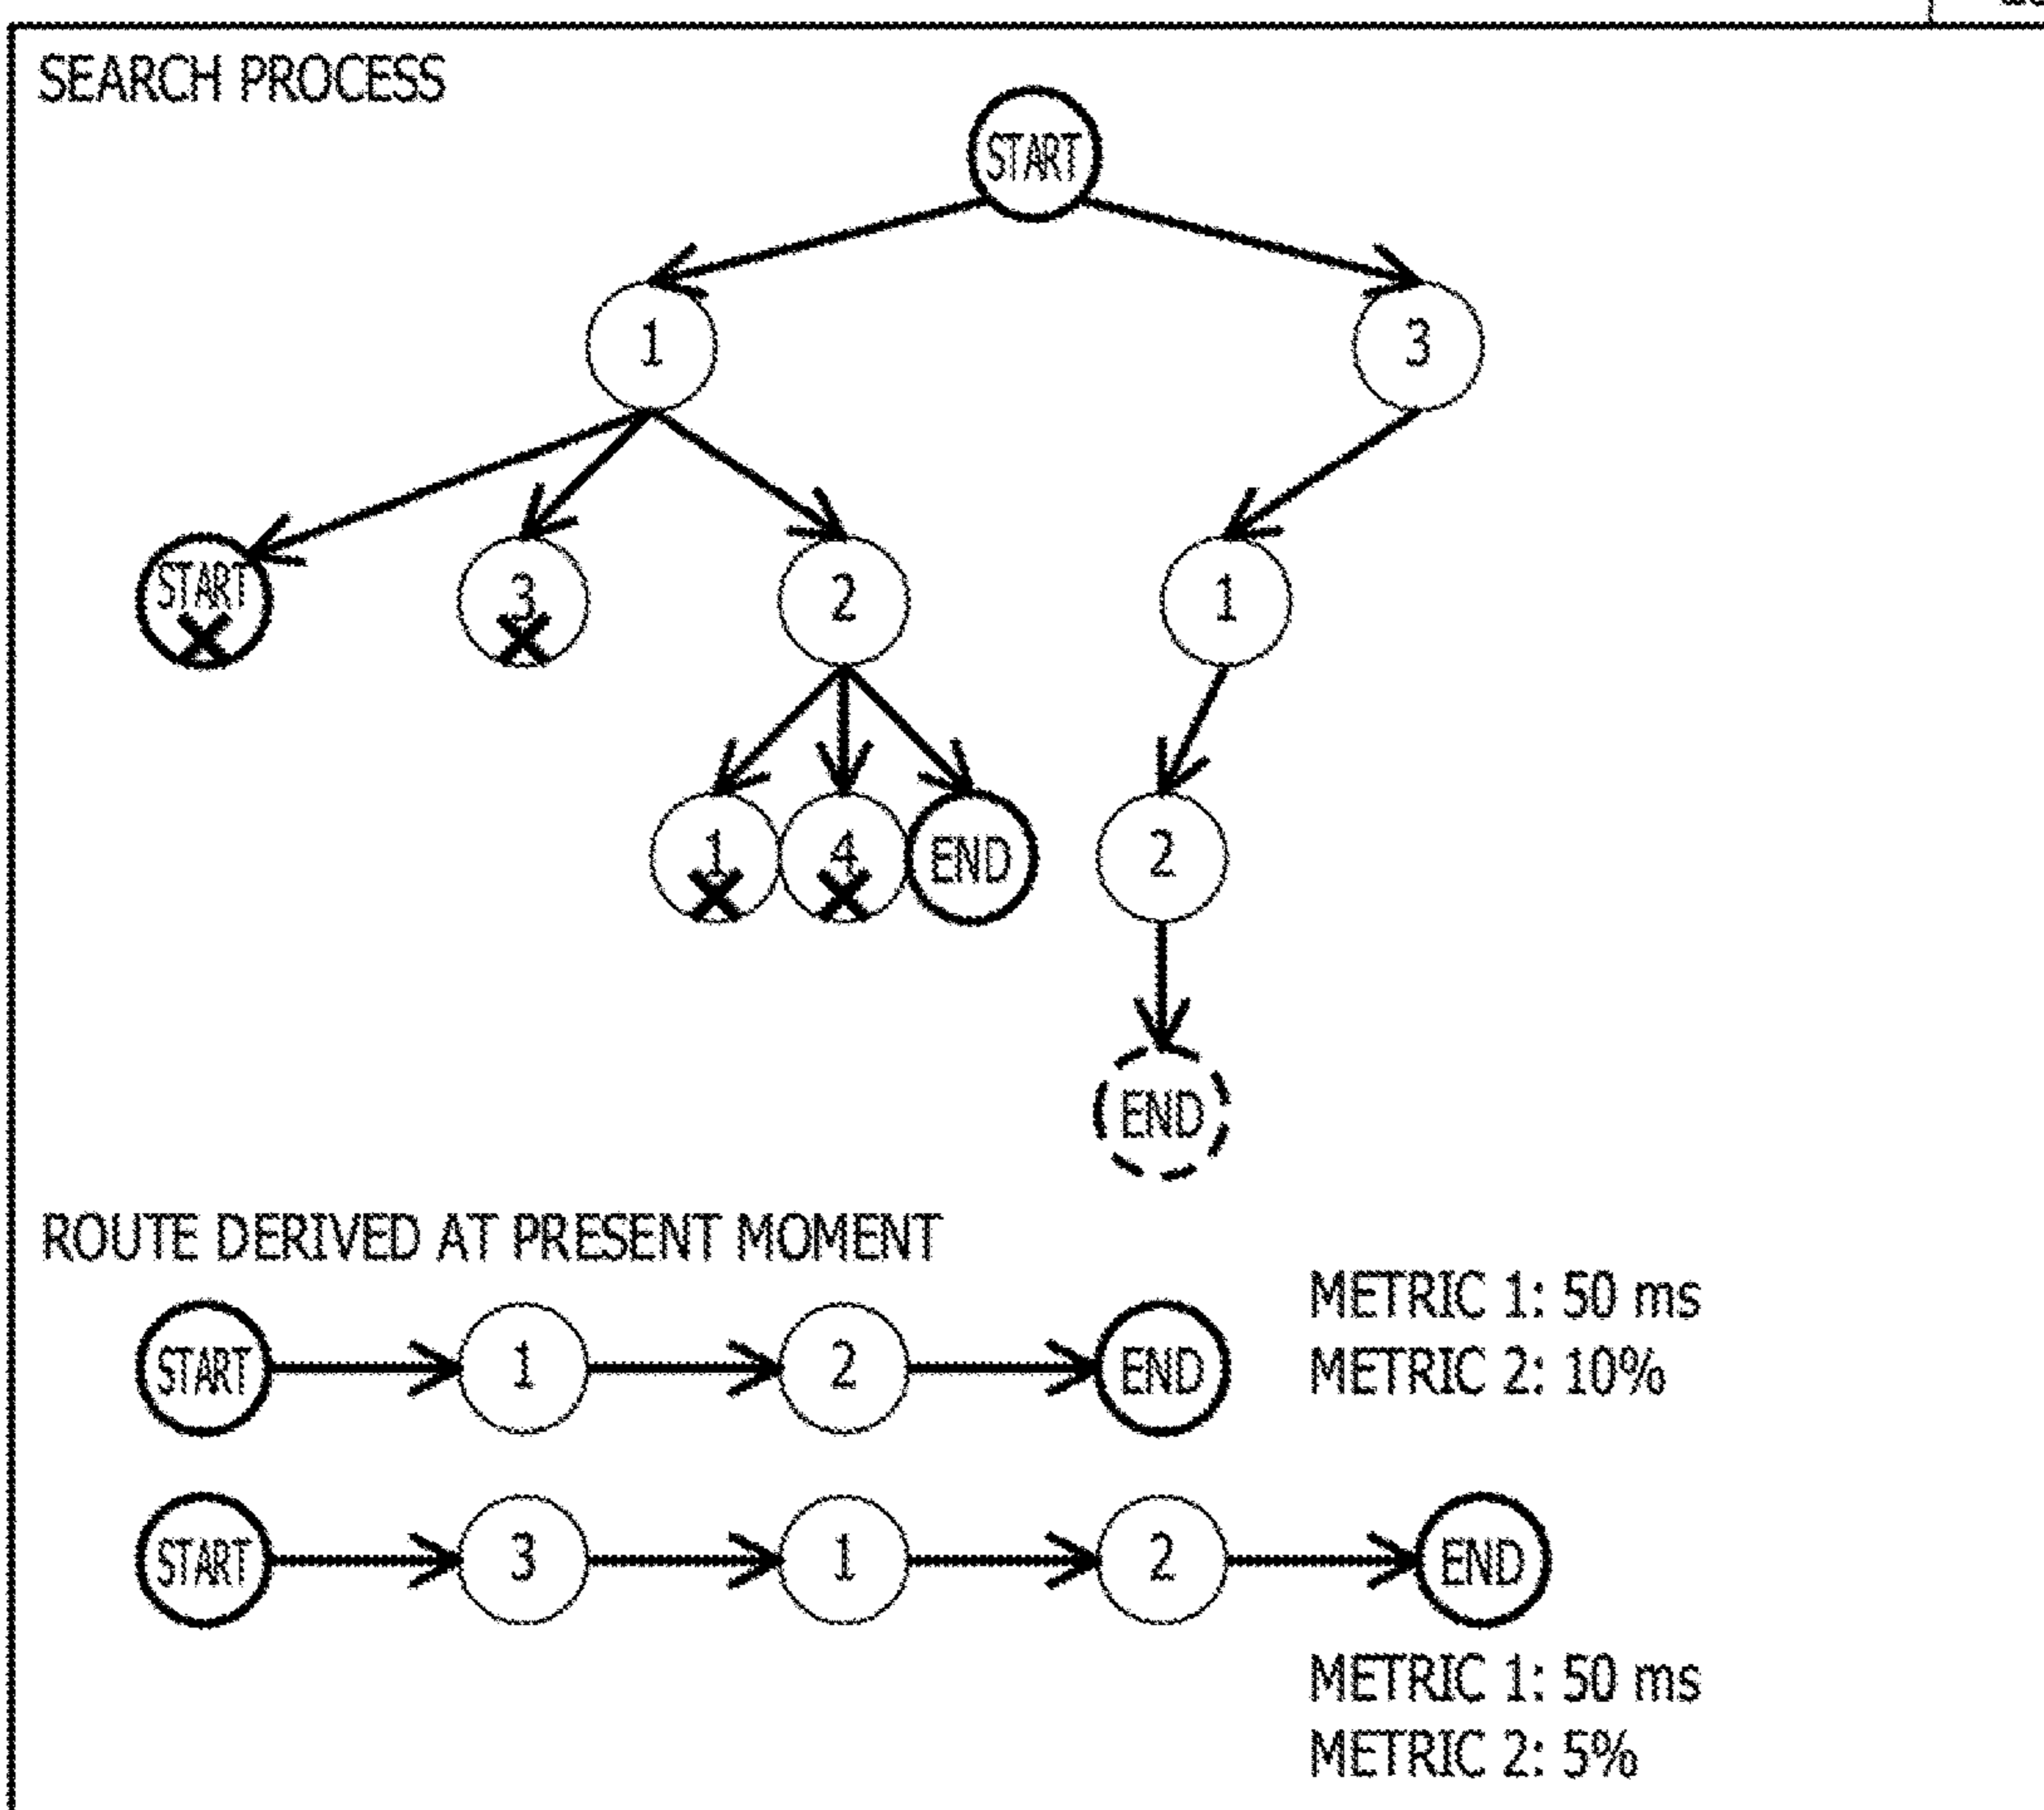 SEARCH PROCESS
START
1 3
START 3 2 1
1 4 END 2
END
ROUTE DERIVED AT PRESENT MOMENT
START 1 2 END
METRIC 1: 50 ms
METRIC 2: 10%
START 3 1 2 END
METRIC 1: 50 ms
METRIC 2: 5%